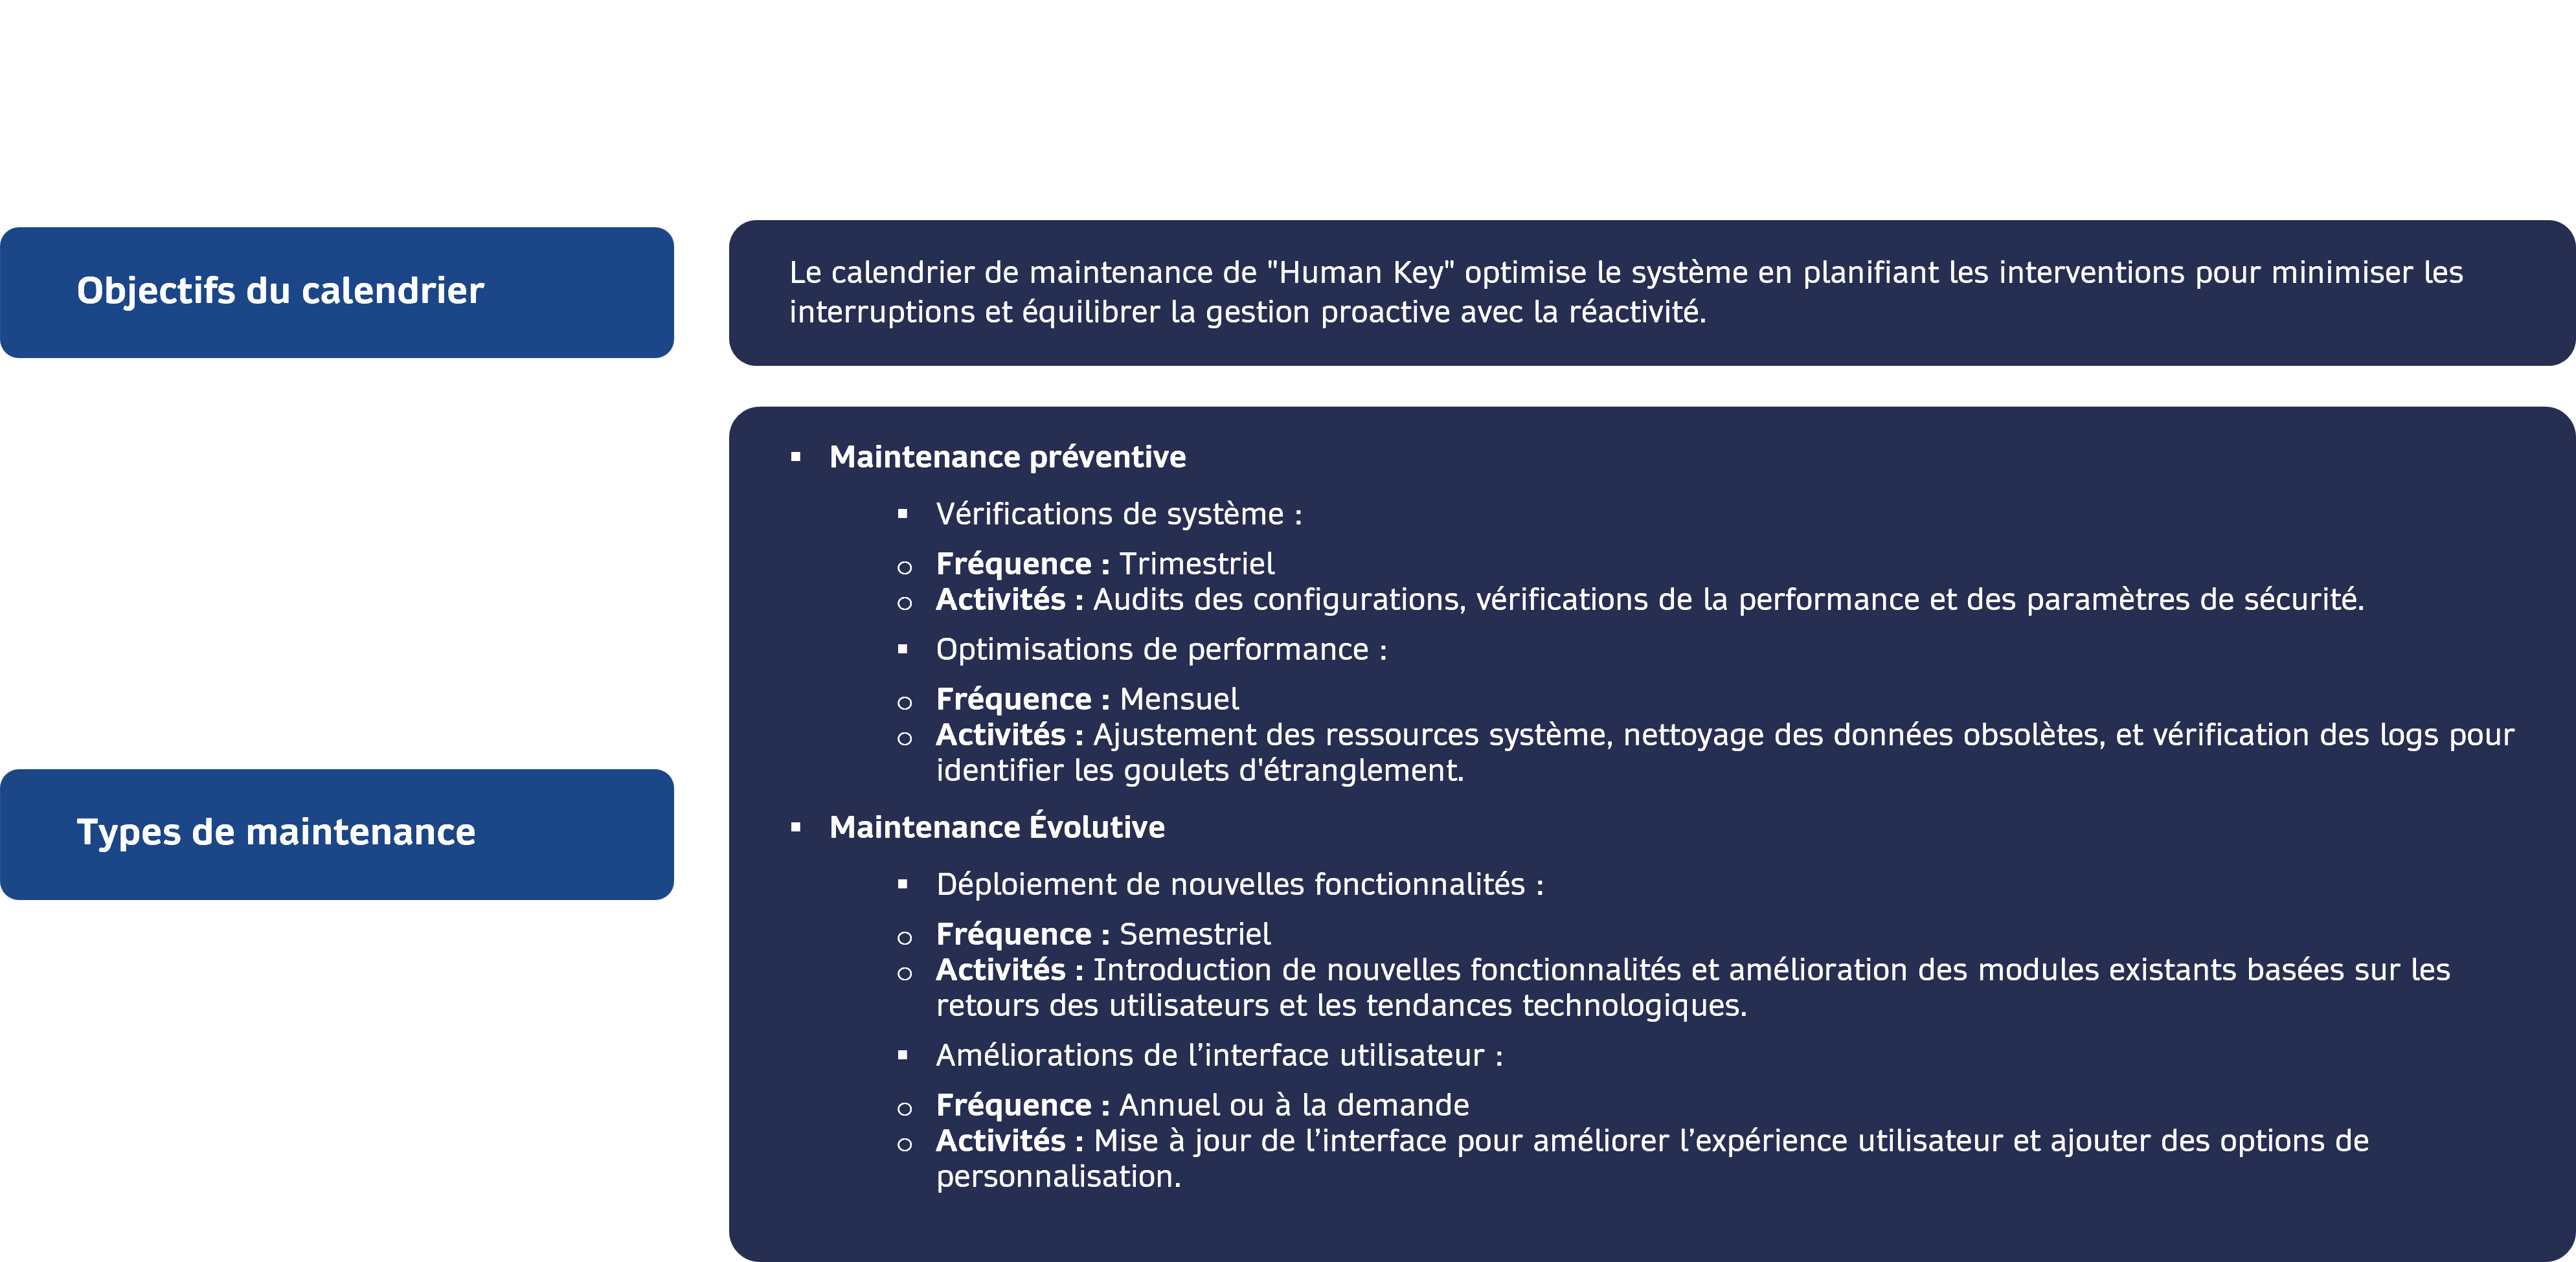 Objectifs du calendrier
Le calendrier de maintenance de "Human Key" optimise le système en planifiant les interventions pour minimiser les
interruptions et équilibrer la gestion proactive avec la réactivité.
Types de maintenance
▪ Maintenance préventive
▪ Vérifications de système :
o Fréquence : Trimestriel
o Activités : Audits des configurations, vérifications de la performance et des paramètres de sécurité.
▪ Optimisations de performance :
o Fréquence : Mensuel
o Activités : Ajustement des ressources système, nettoyage des données obsolètes, et vérification des logs pour
identifier les goulets d'étranglement.
▪ Maintenance Évolutive
▪ Déploiement de nouvelles fonctionnalités :
o Fréquence : Semestriel
o Activités : Introduction de nouvelles fonctionnalités et amélioration des modules existants basées sur les
retours des utilisateurs et les tendances technologiques.
▪ Améliorations de l’interface utilisateur :
o Fréquence : Annuel ou à la demande
o Activités : Mise à jour de l’interface pour améliorer l’expérience utilisateur et ajouter des options de
personnalisation.